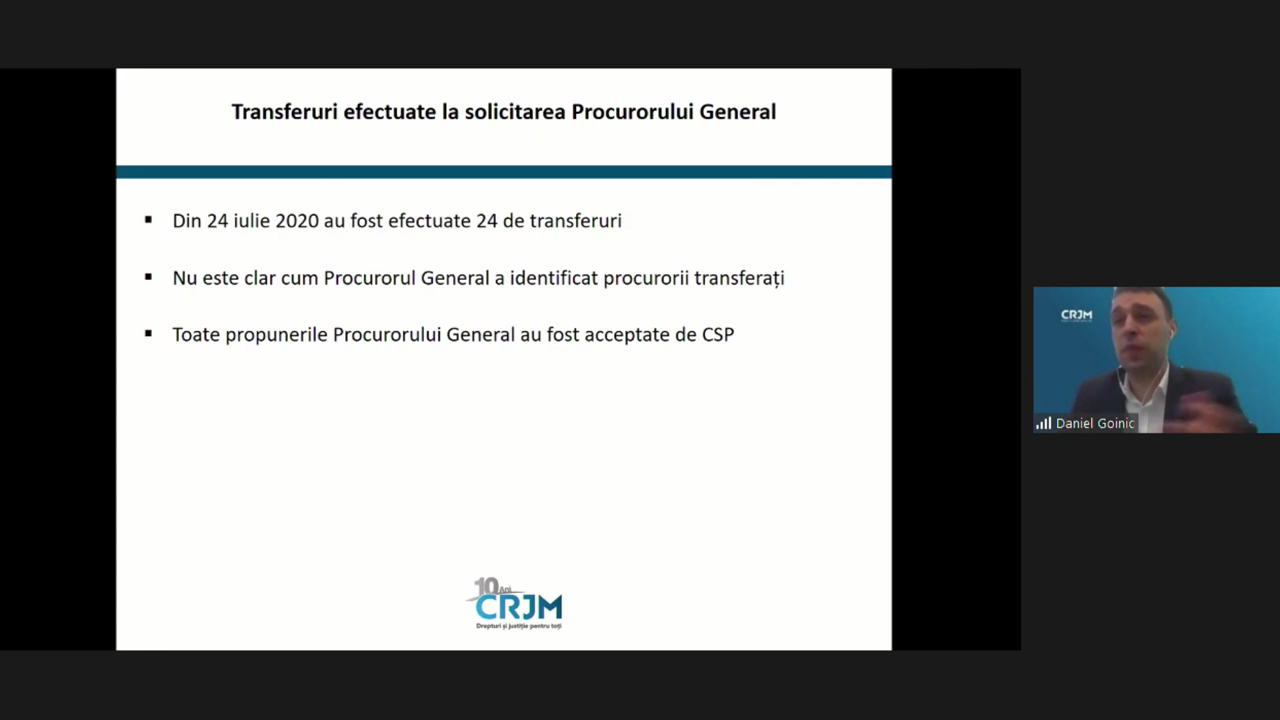 Transferuri efectuate la solicitarea Procurorului General
▪ Din 24 iulie 2020 au fost efectuate 24 de transferuri
▪ Nu este clar cum Procurorul General a identificat procurorii transferați
▪ Toate propunerile Procurorului General au fost acceptate de CSP
10 Ani
CRJM
Drepturi și justiție pentru toți
CRJM
Daniel Goinic